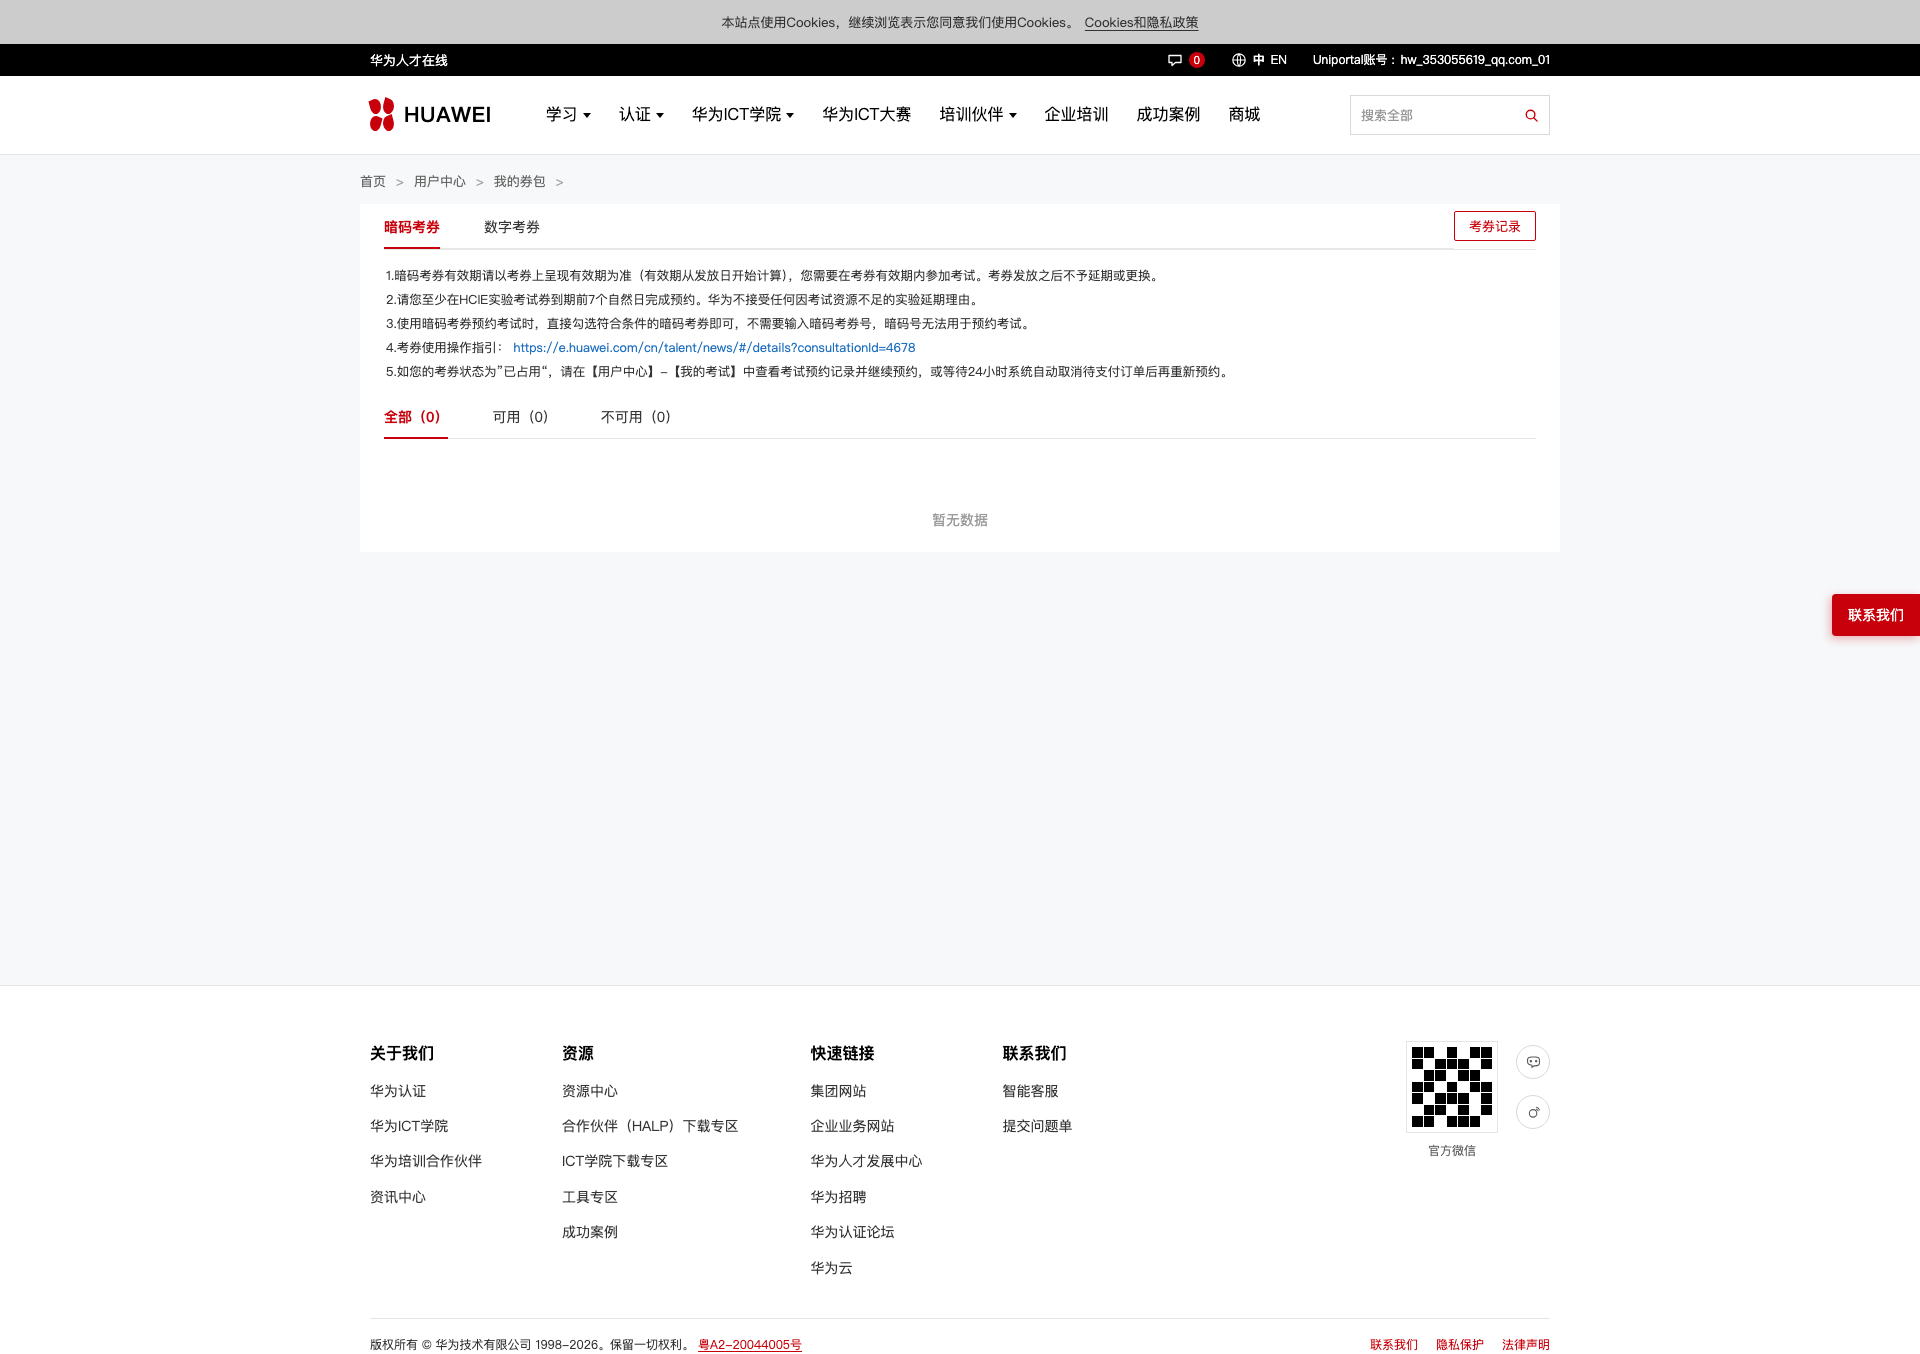 本站点使用Cookies，继续浏览表示您同意我们使用Cookies。 Cookies和隐私政策
华为人才在线 0 中 EN Uniportal账号： hw_353055619_qq.com_01
HUAWEI 学习 认证 华为ICT学院 华为ICT大赛 培训伙伴 企业培训 成功案例 商城 搜索全部
首页 > 用户中心 > 我的券包 >
暗码考券 数字考券 考券记录
1.暗码考券有效期请以考券上呈现有效期为准（有效期从发放日开始计算），您需要在考券有效期内参加考试。考券发放之后不予延期或更换。
2.请您至少在HCIE实验考试券到期前7个自然日完成预约。华为不接受任何因考试资源不足的实验延期理由。
3.使用暗码考券预约考试时，直接勾选符合条件的暗码考券即可，不需要输入暗码考券号，暗码号无法用于预约考试。
4.考券使用操作指引： https://e.huawei.com/cn/talent/news/#/details?consultationId=4678
5.如您的考券状态为”已占用“，请在【用户中心】-【我的考试】中查看考试预约记录并继续预约，或等待24小时系统自动取消待支付订单后再重新预约。
全部（0） 可用（0） 不可用（0）
暂无数据
联系我们
关于我们 资源 快速链接 联系我们
华为认证 资源中心 集团网站 智能客服
华为ICT学院 合作伙伴（HALP）下载专区 企业业务网站 提交问题单
华为培训合作伙伴 ICT学院下载专区 华为人才发展中心
官方微信
资讯中心 工具专区 华为招聘
成功案例 华为认证论坛
华为云
版权所有 © 华为技术有限公司 1998-2026。保留一切权利。 粤A2-20044005号 联系我们 隐私保护 法律声明